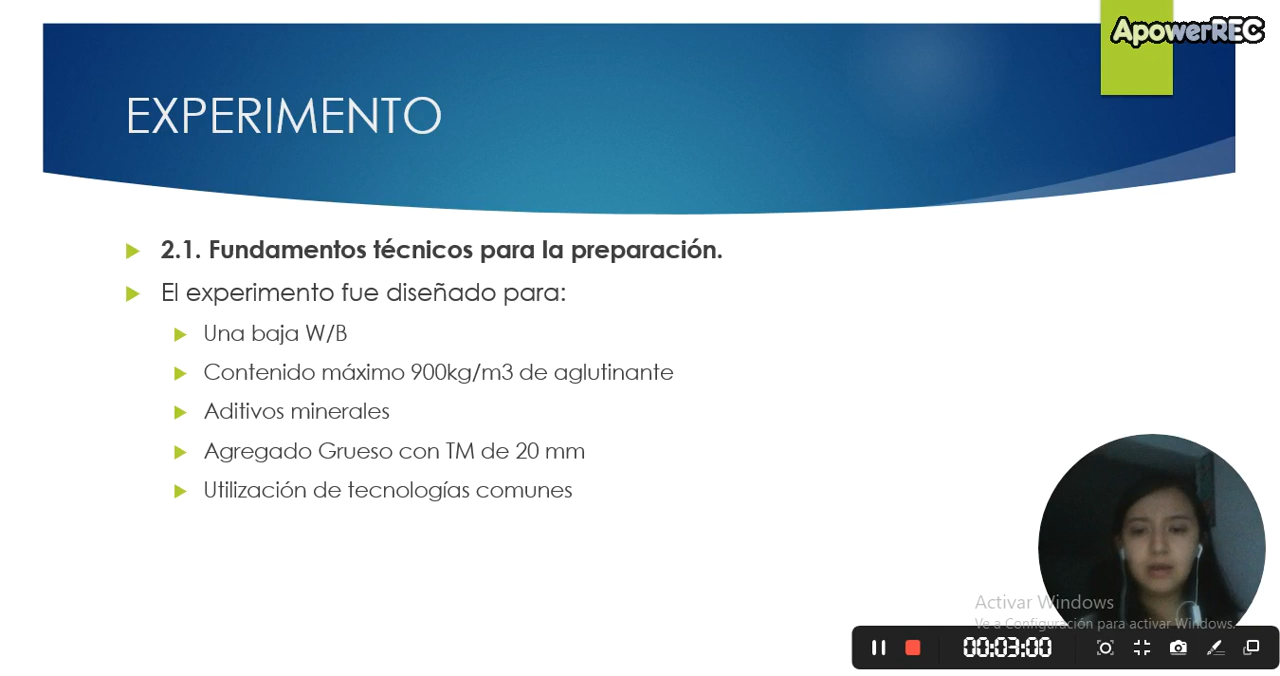 ApowerREC
EXPERIMENTO
2.1. Fundamentos técnicos para la preparación.
El experimento fue diseñado para:
Una baja W/B
Contenido máximo 900kg/m3 de aglutinante
Aditivos minerales
Agregado Grueso con TM de 20 mm
Utilización de tecnologías comunes
Activar Windows
Ve a Configuración para activar Windows.
00:03:00